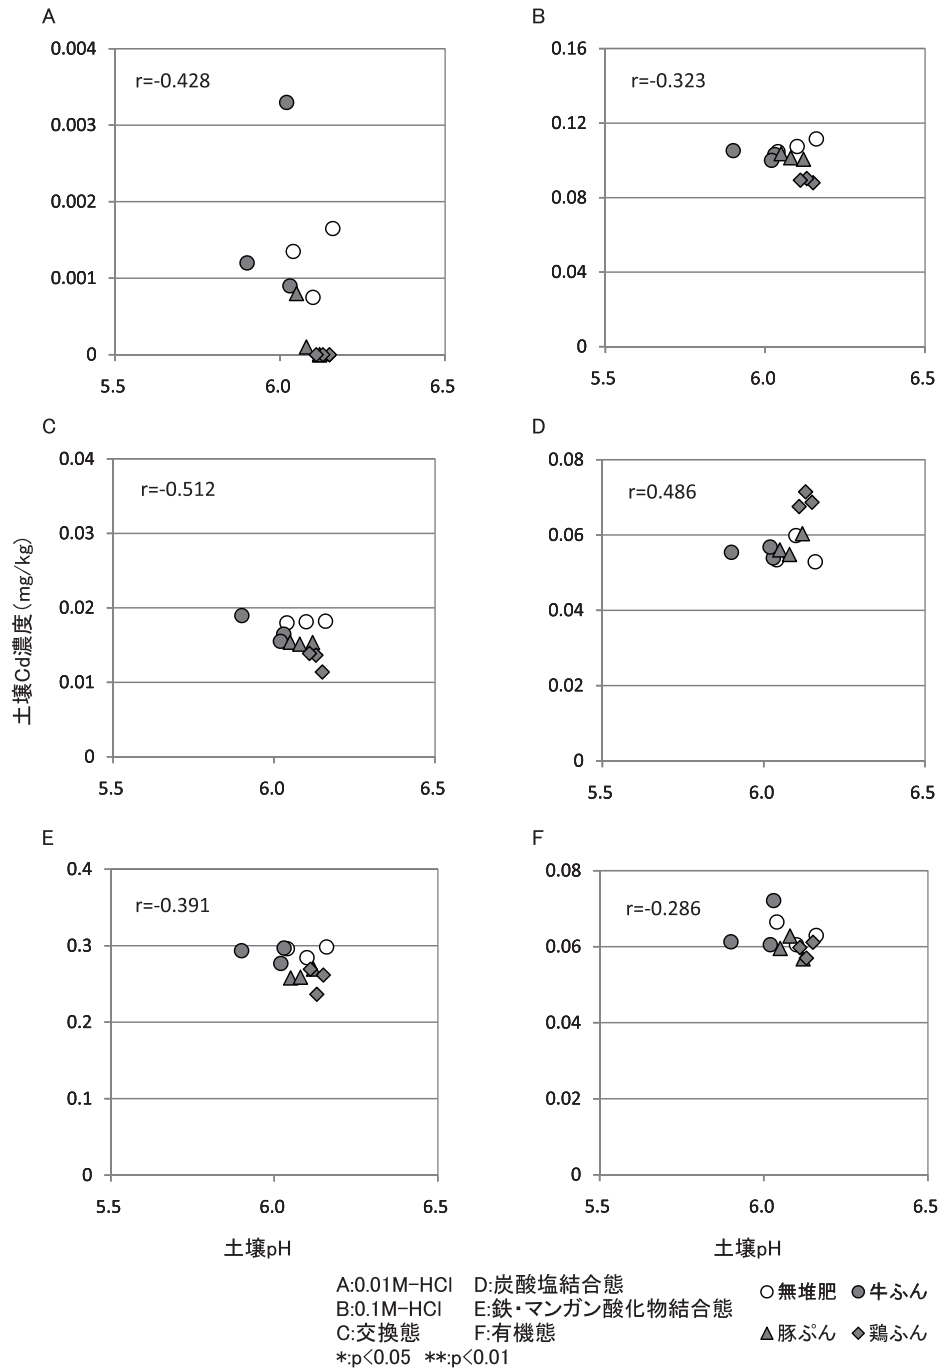 A
0.004
0.003
0.002
0.001
0
r=-0.428
5.5 6.0 6.5
B
0.16
0.12
0.08
0.04
0
r=-0.323
5.5 6.0 6.5
C
0.04
0.03
0.02
0.01
0
r=-0.512
5.5 6.0 6.5
D
0.08
0.06
0.04
0.02
0
r=0.486
5.5 6.0 6.5
土壌Cd濃度(mg/kg)
E
0.4
0.3
0.2
0.1
0
r=-0.391
5.5 6.0 6.5
土壌pH
F
0.08
0.06
0.04
0.02
0
r=-0.286
5.5 6.0 6.5
土壌pH
A:0.01M-HCl D:炭酸塩結合態
B:0.1M-HCl E:鉄・マンガン酸化物結合態
C:交換態 F:有機態
*:p<0.05 **:p<0.01
無堆肥 牛ふん
豚ぷん 鶏ふん